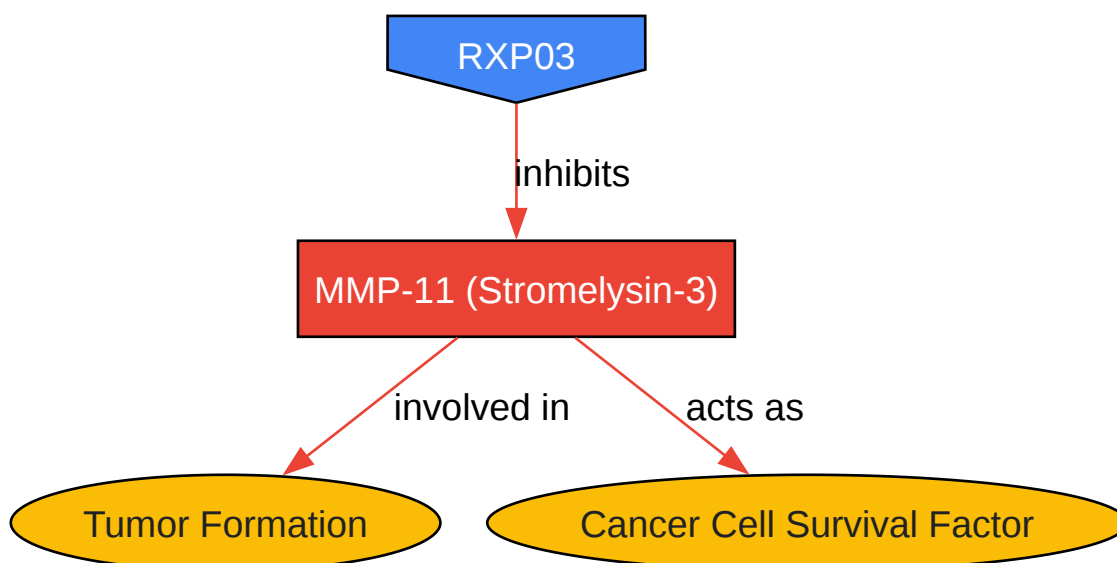 RXP03
inhibits
MMP-11 (Stromelysin-3)
involved in
acts as
Tumor Formation
Cancer Cell Survival Factor